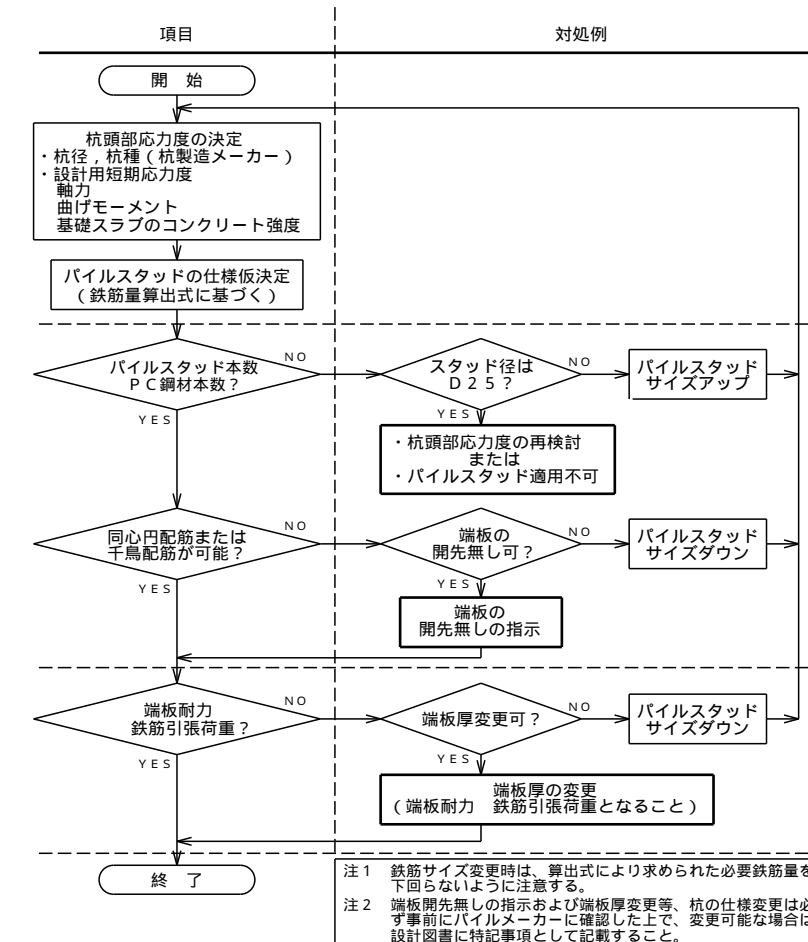 項目
対処例
開 始
杭頭部応力度の決定
・杭径，杭種（杭製造メーカー）
・設計用短期応力度
軸力
曲げモーメント
基礎スラブのコンクリート強度
パイルスタッドの仕様仮決定
（鉄筋量算出式に基づく）
パイルスタッド本数
ＰＣ鋼材本数？
NO
YES
スタッド径は
Ｄ２５？
NO
YES
パイルスタッド
サイズアップ
・杭頭部応力度の再検討
または
・パイルスタッド適用不可
同心円配筋または
千鳥配筋が可能？
NO
YES
端板の
開先無し可？
NO
YES
パイルスタッド
サイズダウン
端板の
開先無しの指示
端板耐力
鉄筋引張荷重？
NO
YES
端板厚変更可？
NO
YES
パイルスタッド
サイズダウン
端板厚の変更
（端板耐力 鉄筋引張荷重となること）
終 了
注１ 鉄筋サイズ変更時は、算出式により求められた必要鉄筋量を
下回らないように注意する。
注２ 端板開先無しの指示および端板厚変更等、杭の仕様変更は必
ず事前にパイルメーカーに確認した上で、変更可能な場合は
設計図書に特記事項として記載すること。